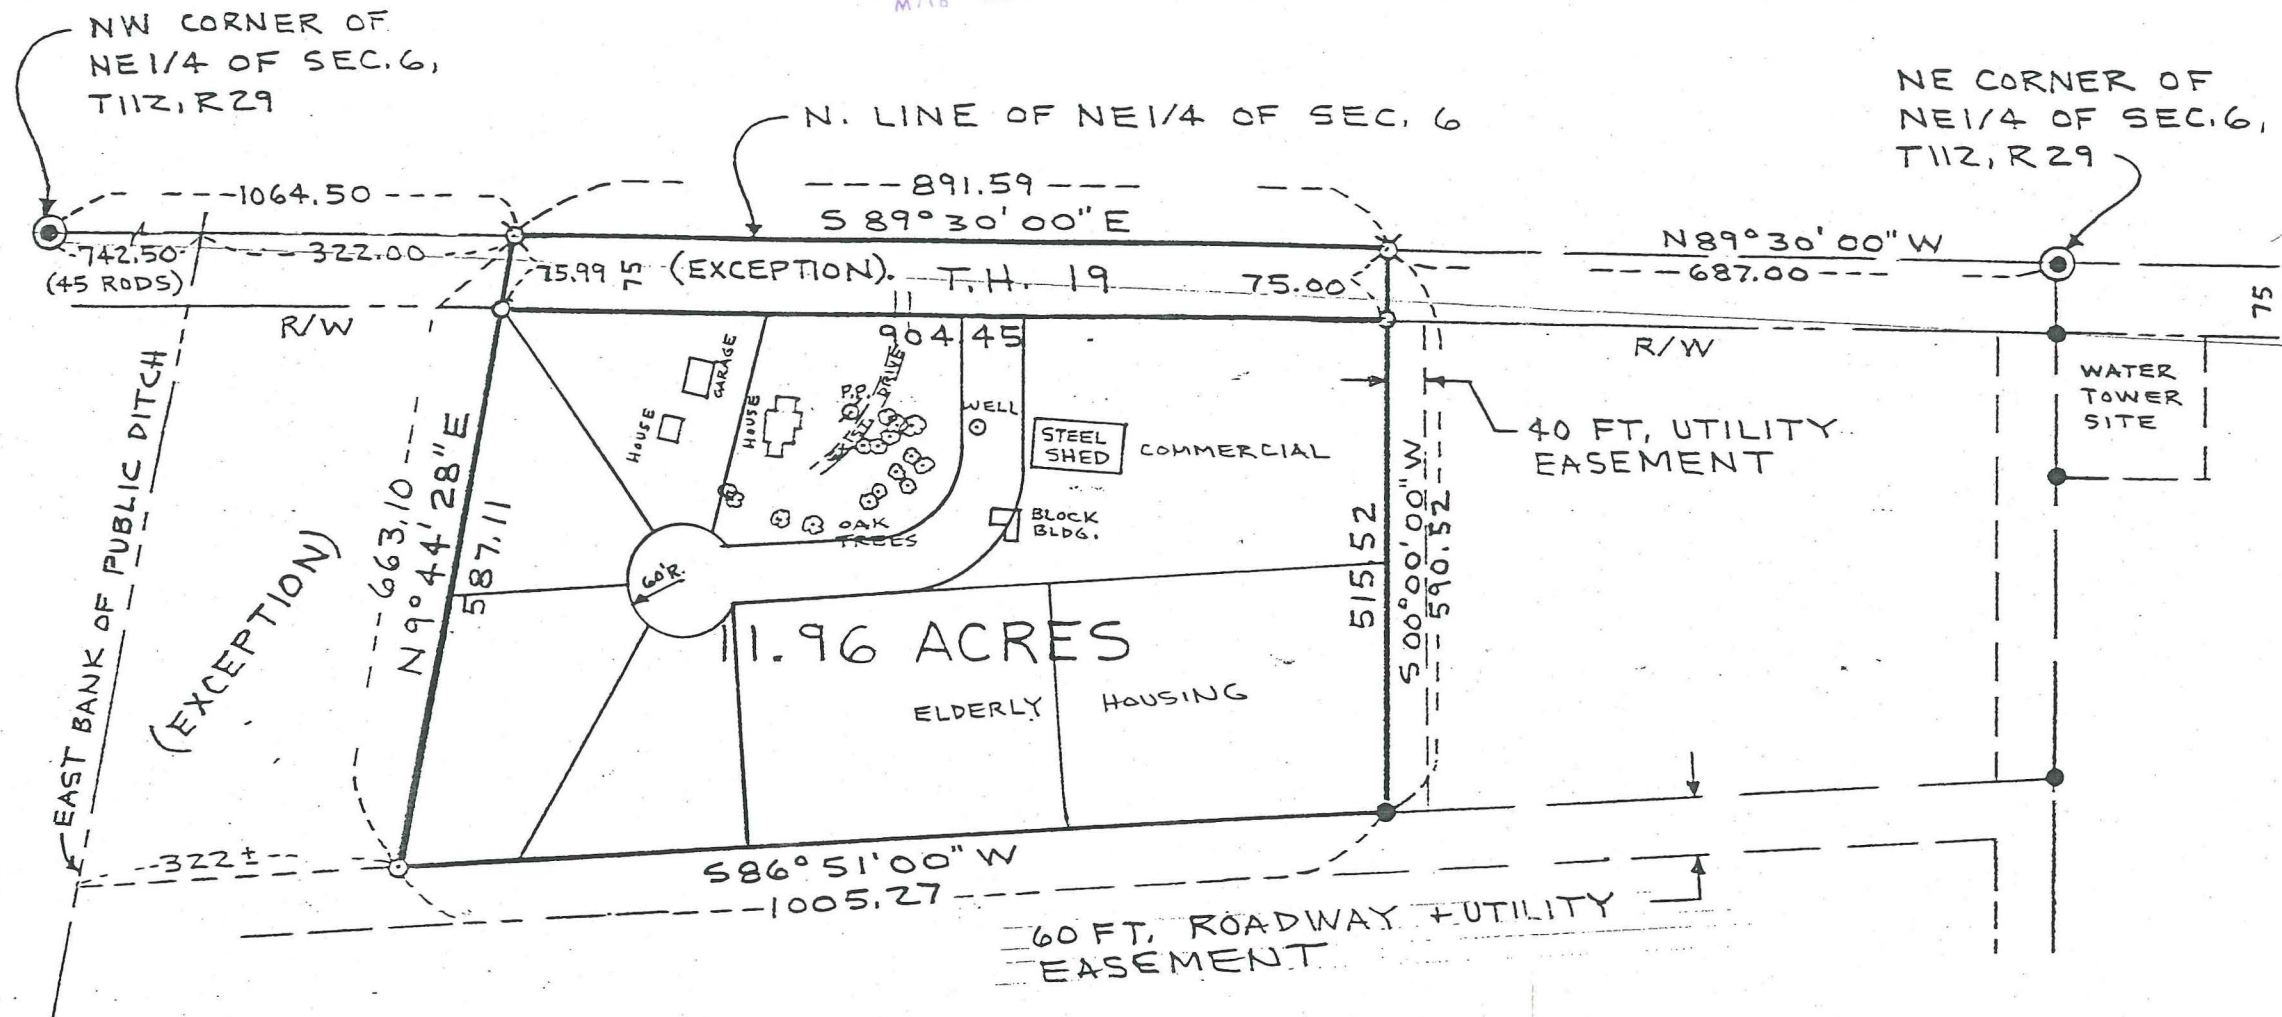 NW CORNER OF
NE 1/4 OF SEC. 6,
T112, R29
N. LINE OF NE1/4 OF SEC. 6
NE CORNER OF
NE1/4 OF SEC. 6,
T112, R29
1064.50
891.59
S 89° 30' 00" E
N89° 30' 00" W
687.00
742.50
(45 RODS)
322.00
75.99
75
(EXCEPTION).
T.H. 19
75.00
75
R/W
904.45
R/W
WATER
TOWER
SITE
GARAGE
HOUSE
HOUSE
P.P.
DRIVE
WELL
STEEL
SHED
COMMERCIAL
40 FT. UTILITY
EASEMENT
OAK
TREES
BLOCK
BLDG.
60'R.
EAST BANK OF PUBLIC DITCH
(EXCEPTION)
663.10
N 9° 44' 28" E
587.11
515.52
S 00° 00' 00" W
590.52
11.96 ACRES
ELDERLY HOUSING
322±
S86° 51' 00" W
1005.27
60 FT. ROADWAY + UTILITY
EASEMENT